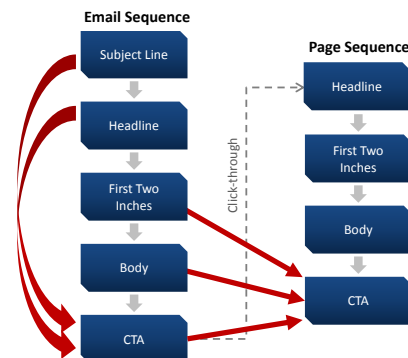 Email Sequence
Subject Line
Headline
First Two
Inches
Body
CTA
Click-through
Page Sequence
Headline
First Two
Inches
Body
CTA